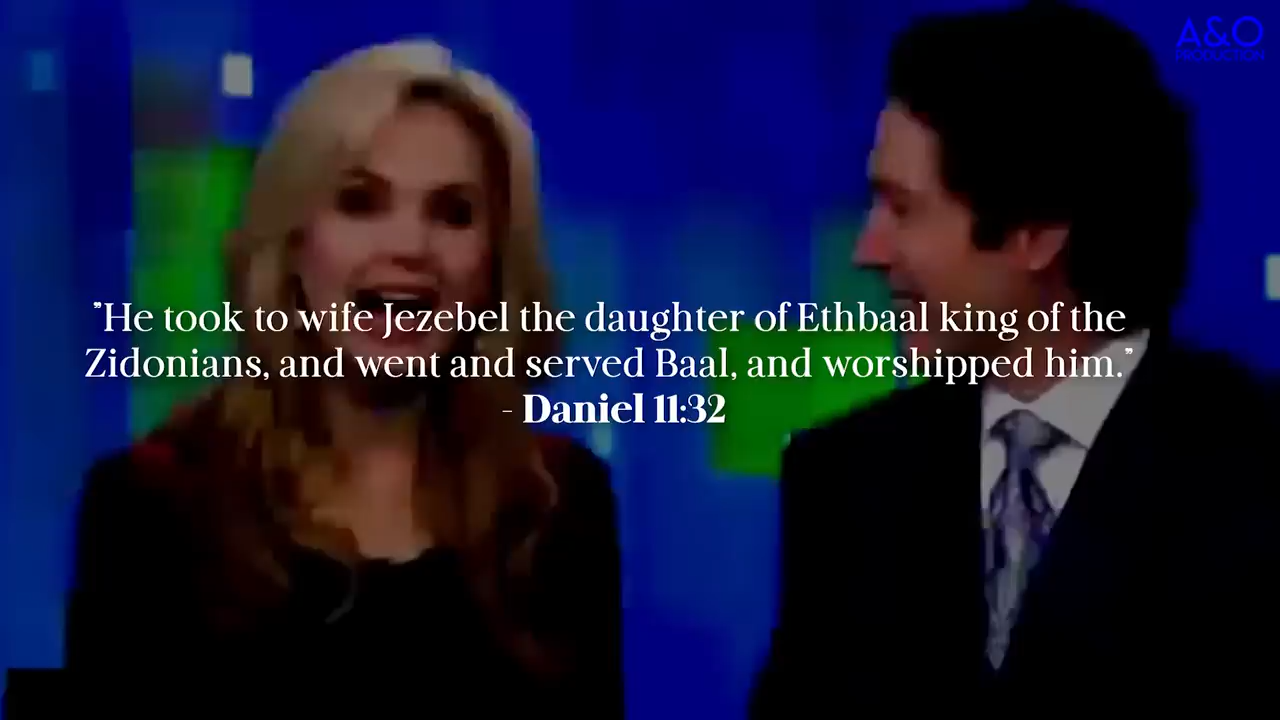 A&O
PRODUCTION
"He took to wife Jezebel the daughter of Ethbaal king of the
Zidonians, and went and served Baal, and worshipped him."
- Daniel 11:32